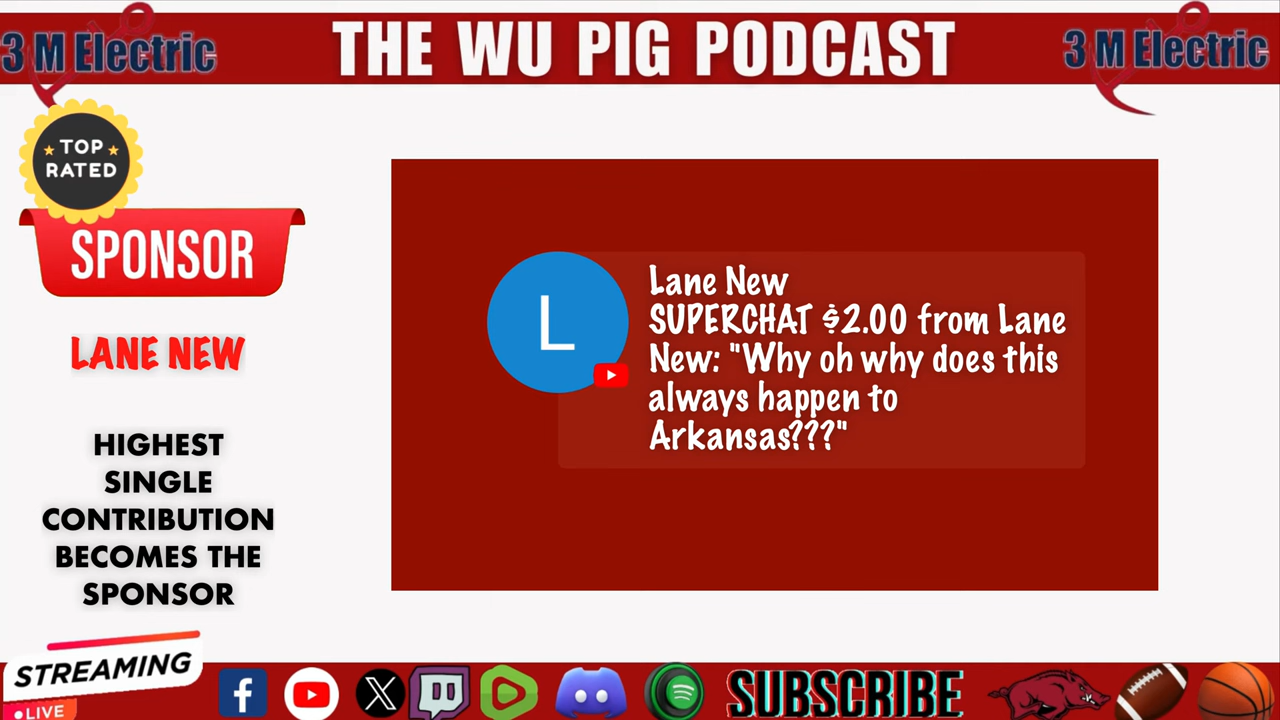 3 M Electric
THE WU PIG PODCAST
3 M Electric
TOP
RATED
SPONSOR
LANE NEW
HIGHEST
SINGLE
CONTRIBUTION
BECOMES THE
SPONSOR
L
Lane New
SUPERCHAT $2.00 from Lane
New: "Why oh why does this
always happen to
Arkansas???"
STREAMING
LIVE
SUBSCRIBE